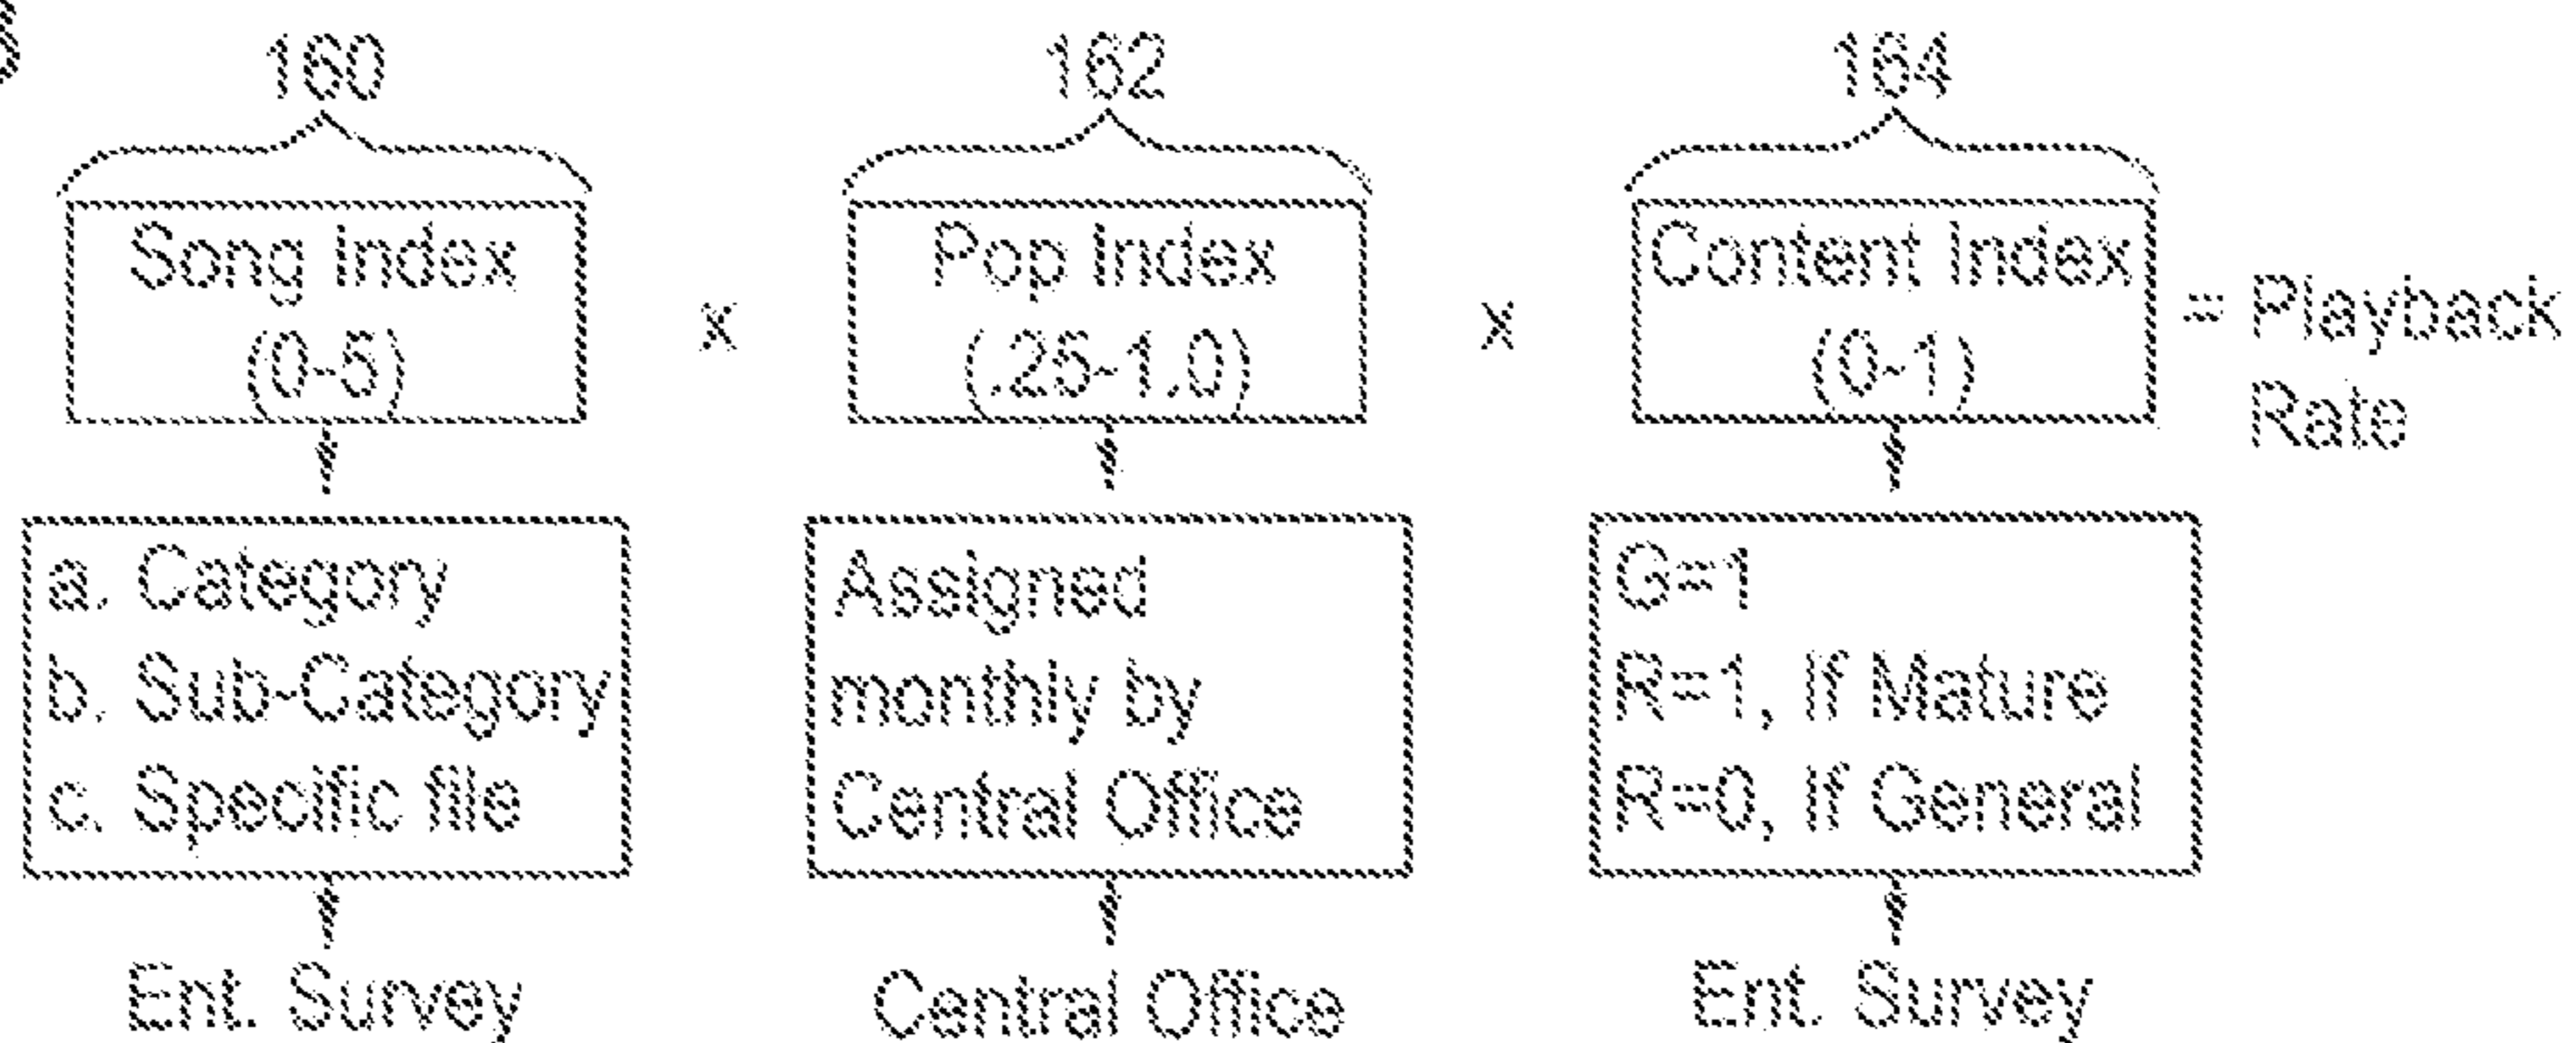 160 162 164
Song Index
(0-5)
x
Pop Index
(.25-1.0)
x
Content Index
(0-1)
= Playback
Rate
a. Category
b. Sub-Category
c. Specific file
Assigned
monthly by
Central Office
G=1
R=1, If Mature
R=0, If General
Ent. Survey
Central Office
Ent. Survey